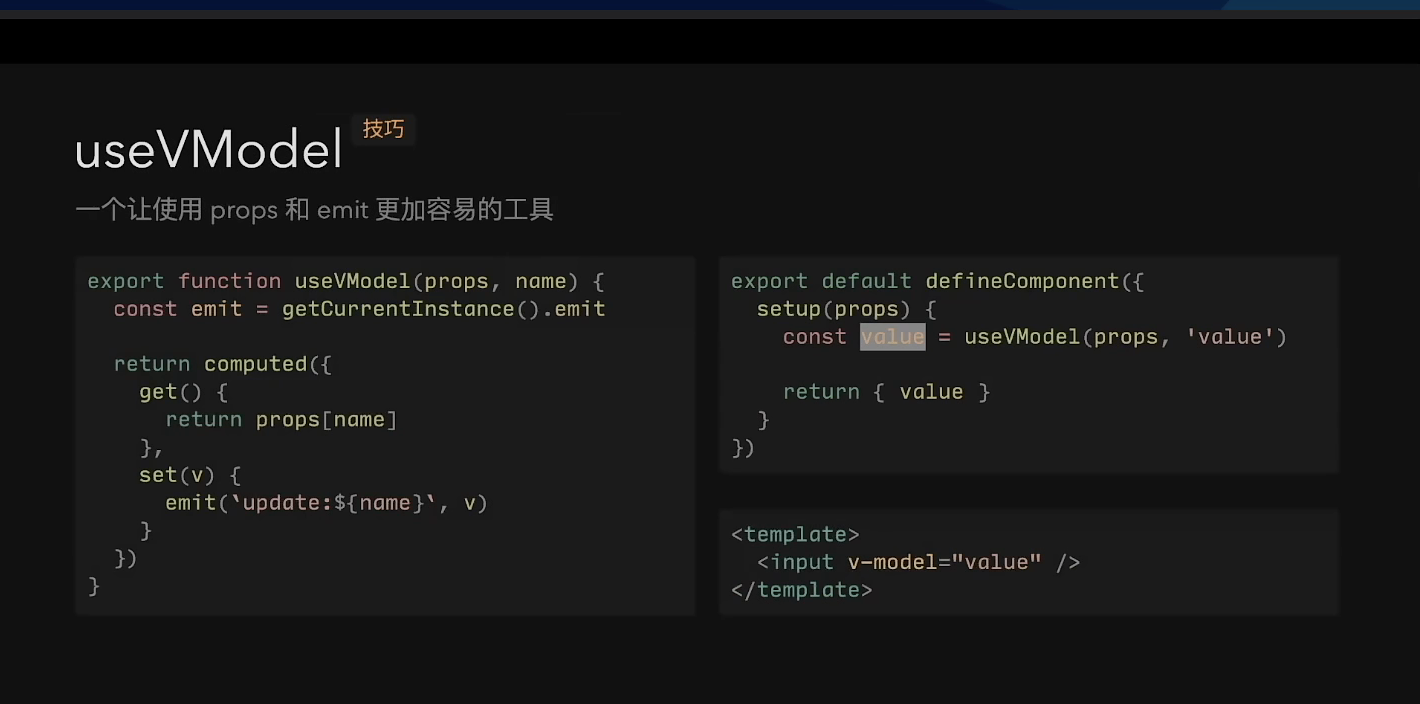 useVModel 技巧
一个让使用 props 和 emit 更加容易的工具
export function useVModel(props, name) {
  const emit = getCurrentInstance().emit

  return computed({
    get() {
      return props[name]
    },
    set(v) {
      emit(`update:${name}`, v)
    }
  })
}
export default defineComponent({
  setup(props) {
    const value = useVModel(props, 'value')

    return { value }
  }
})
<template>
  <input v-model="value" />
</template>